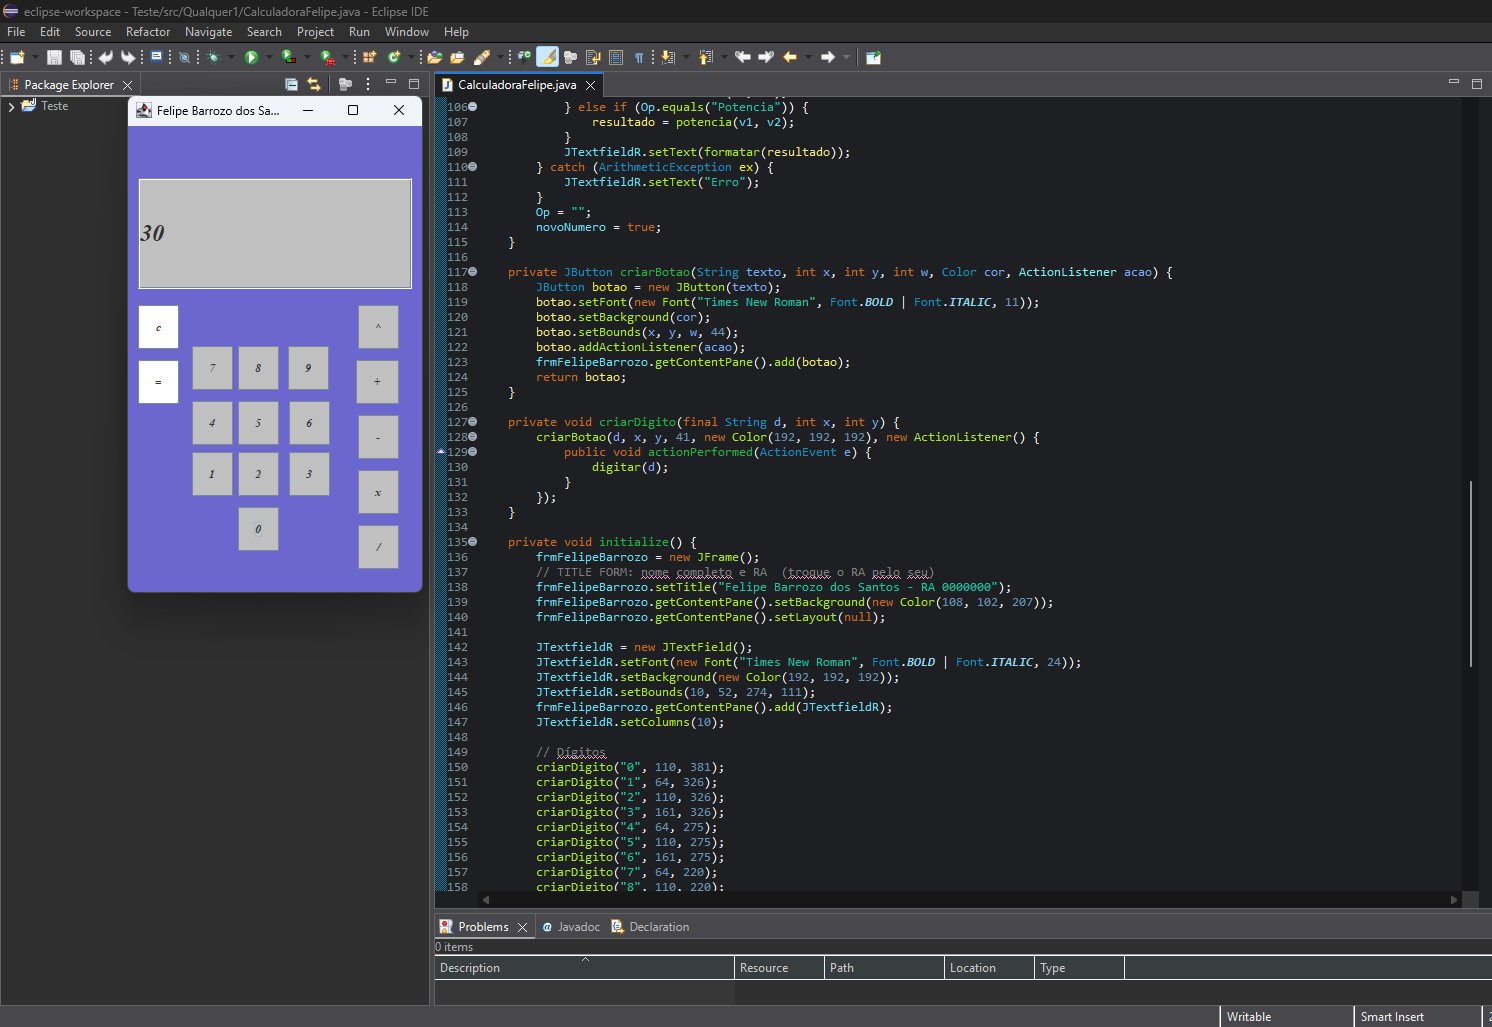 eclipse-workspace - Teste/src/Qualquer1/CalculadoraFelipe.java - Eclipse IDE
File Edit Source Refactor Navigate Search Project Run Window Help
Package Explorer
Teste
Felipe Barrozo dos Sa...
30
c
^
7 8 9
=
+
4 5 6
-
1 2 3
x
0
/
CalculadoraFelipe.java
106 } else if (Op.equals("Potencia")) {
107 resultado = potencia(v1, v2);
108 }
109 JTextfieldR.setText(formatar(resultado));
110 } catch (ArithmeticException ex) {
111 JTextfieldR.setText("Erro");
112 }
113 Op = "";
114 novoNumero = true;
115 }
116
117 private JButton criarBotao(String texto, int x, int y, int w, Color cor, ActionListener acao) {
118 JButton botao = new JButton(texto);
119 botao.setFont(new Font("Times New Roman", Font.BOLD | Font.ITALIC, 11));
120 botao.setBackground(cor);
121 botao.setBounds(x, y, w, 44);
122 botao.addActionListener(acao);
123 frmFelipeBarrozo.getContentPane().add(botao);
124 return botao;
125 }
126
127 private void criarDigito(final String d, int x, int y) {
128 criarBotao(d, x, y, 41, new Color(192, 192, 192), new ActionListener() {
129 public void actionPerformed(ActionEvent e) {
130 digitar(d);
131 }
132 });
133 }
134
135 private void initialize() {
136 frmFelipeBarrozo = new JFrame();
137 // TITLE FORM: nome completo e RA (troque o RA pelo seu)
138 frmFelipeBarrozo.setTitle("Felipe Barrozo dos Santos - RA 0000000");
139 frmFelipeBarrozo.getContentPane().setBackground(new Color(108, 102, 207));
140 frmFelipeBarrozo.getContentPane().setLayout(null);
141
142 JTextfieldR = new JTextField();
143 JTextfieldR.setFont(new Font("Times New Roman", Font.BOLD | Font.ITALIC, 24));
144 JTextfieldR.setBackground(new Color(192, 192, 192));
145 JTextfieldR.setBounds(10, 52, 274, 111);
146 frmFelipeBarrozo.getContentPane().add(JTextfieldR);
147 JTextfieldR.setColumns(10);
148
149 // Dígitos
150 criarDigito("0", 110, 381);
151 criarDigito("1", 64, 326);
152 criarDigito("2", 110, 326);
153 criarDigito("3", 161, 326);
154 criarDigito("4", 64, 275);
155 criarDigito("5", 110, 275);
156 criarDigito("6", 161, 275);
157 criarDigito("7", 64, 220);
158 criarDigito("8", 110, 220);
Problems Javadoc Declaration
0 items
Description Resource Path Location Type
Writable Smart Insert